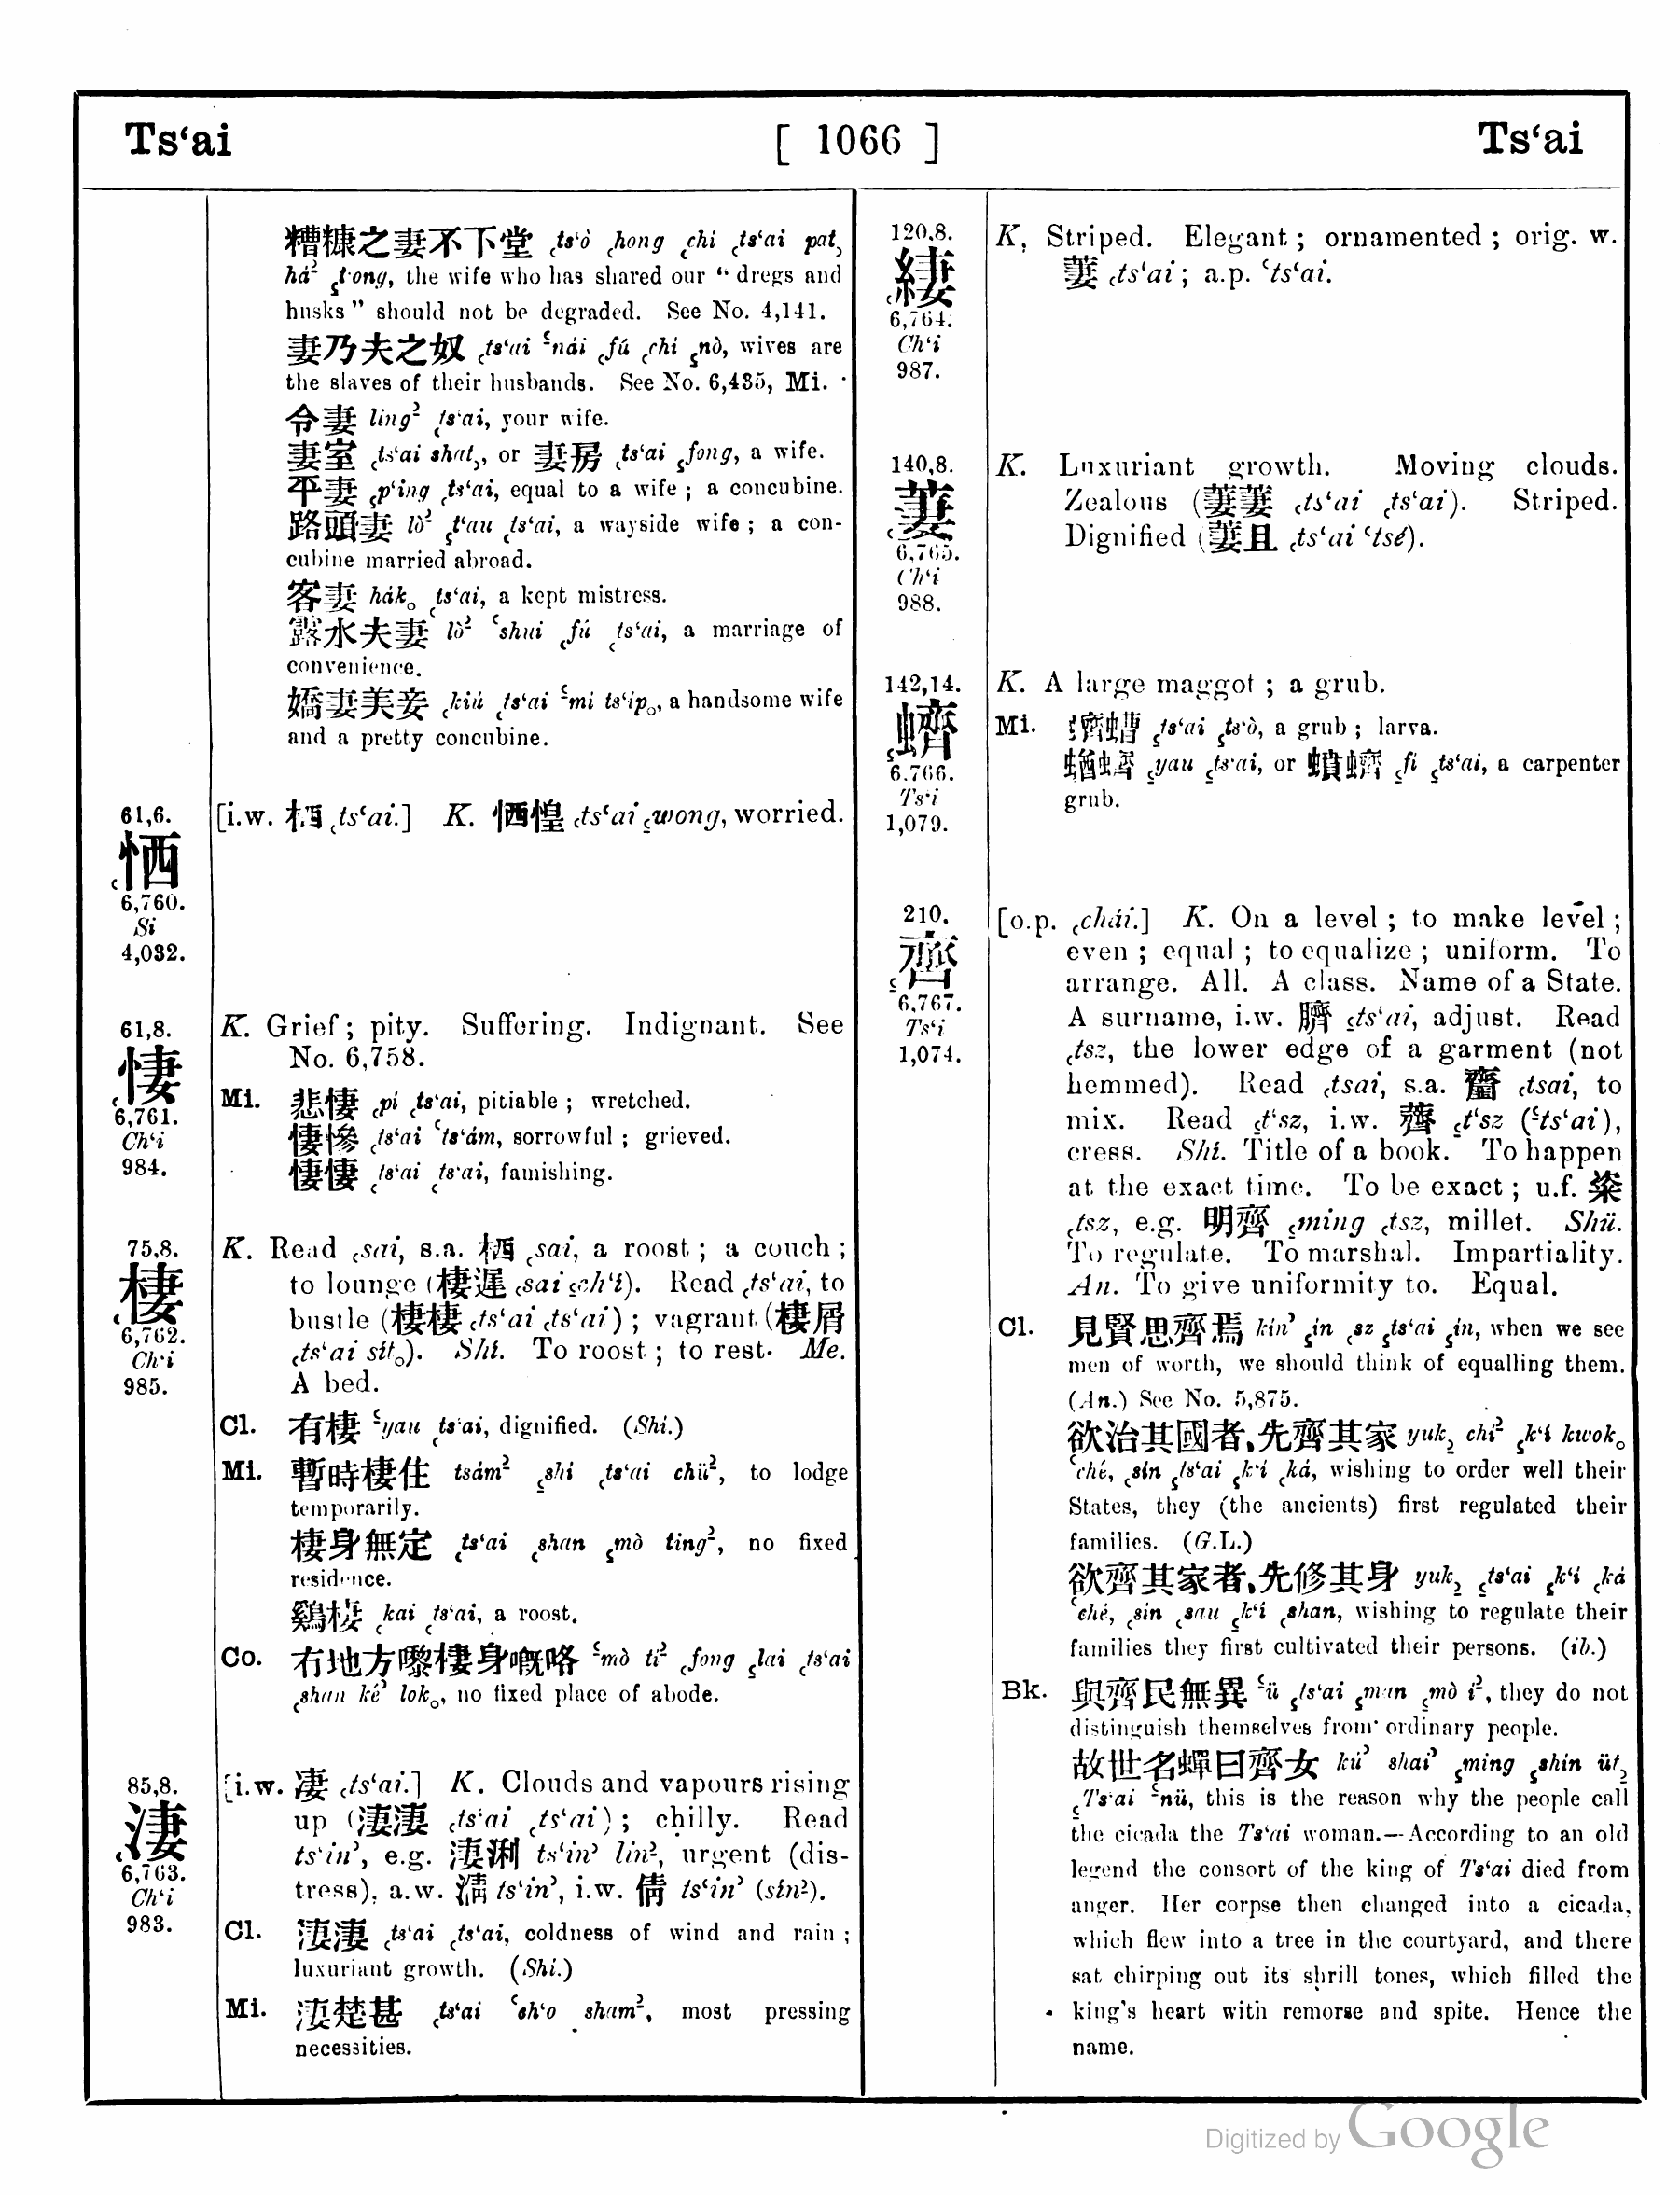 Ts‘ai [ 1066 ] Ts‘ai
糟糠之妻不下堂 ꜀ts‘ò ꜀hong ꜀chí ꜀ts‘ai pat꜆
há² ꜁t‘ong, the wife who has shared our “ dregs and
husks ” should not be degraded. See No. 4,141.
妻乃夫之奴 ꜀ts‘ai ꜃nái ꜀fú ꜀chí ꜁nò, wives are
the slaves of their husbands. See No. 6,435, Mi.
令妻 ling² ꜀ts‘ai, your wife.
妻室 ꜀ts‘ai shat꜆, or 妻房 ꜀ts‘ai ꜁fong, a wife.
平妻 ꜁p‘ing ꜀ts‘ai, equal to a wife ; a concubine.
路頭妻 lò² ꜁t‘au ꜀ts‘ai, a wayside wife ; a con-
cubine married abroad.
客妻 hák₀ ꜀ts‘ai, a kept mistress.
露水夫妻 lò² ꜂shui ꜀fú ꜀ts‘ai, a marriage of
convenience.
嬌妻美妾 ꜀kiú ꜀ts‘ai ꜃mí ts‘ip₀, a handsome wife
and a pretty concubine.
61,6.
꜀恓
6,760.
Si
4,032.
[i.w. 栖 ꜀ts‘ai.] K. 恓惶 ꜀ts‘ai ꜁wong, worried.
61,8.
꜀悽
6,761.
Ch‘i
984.
K. Grief ; pity. Suffering. Indignant. See
No. 6,758.
Mi. 悲悽 ꜀pí ꜀ts‘ai, pitiable ; wretched.
悽慘 ꜀ts‘ai ꜂ts‘ám, sorrowful ; grieved.
悽悽 ꜀ts‘ai ꜀ts‘ai, famishing.
75,8.
꜀棲
6,762.
Ch‘i
985.
K. Read ꜀sai, s.a. 栖 ꜀sai, a roost ; a couch ;
to lounge (棲遲 ꜀sai ꜁ch‘í). Read ꜀ts‘ai, to
bustle (棲棲 ꜀ts‘ai ꜀ts‘ai) ; vagrant (棲屑
꜀ts‘ai sít₀). Shí. To roost ; to rest. Me.
A bed.
Cl. 有棲 ꜃yau ꜀ts‘ai, dignified. (Shí.)
Mi. 暫時棲住 tsám² ꜁shí ꜀ts‘ai chü², to lodge
temporarily.
棲身無定 ꜀ts‘ai ꜀shan ꜁mò ting², no fixed
residence.
鷄棲 ꜀kai ꜀ts‘ai, a roost.
Co. 冇地方嚟棲身嘅咯 ꜃mò tí² ꜀fong ꜁lai ꜀ts‘ai
꜀shan ké꜄ lok₀, no fixed place of abode.
85,8.
꜀淒
6,763.
Ch‘i
983.
[i.w. 凄 ꜀ts‘ai.] K. Clouds and vapours rising
up (淒淒 ꜀ts‘ai ꜀ts‘ai) ; chilly. Read
ts‘in꜄, e.g. 淒浰 ts‘in꜄ lin², urgent (dis-
tress), a.w. 淸 ts‘in꜄, i.w. 倩 ts‘in꜄ (sín²).
Cl. 淒淒 ꜀ts‘ai ꜀ts‘ai, coldness of wind and rain ;
luxuriant growth. (Shí.)
Mi. 淒楚甚 ꜀ts‘ai ꜂ch‘o sham², most pressing
necessities.
120,8.
꜀緀
6,764.
Ch‘i
987.
K. Striped. Elegant ; ornamented ; orig. w.
萋 ꜀ts‘ai ; a.p. ꜂ts‘ai.
140,8.
꜀萋
6,765.
Ch‘i
988.
K. Luxuriant growth. Moving clouds.
Zealous (萋萋 ꜀ts‘ai ꜀ts‘ai). Striped.
Dignified (萋且 ꜀ts‘ai ꜂tsé).
142,14.
꜁蠐
6,766.
Ts‘i
1,079.
K. A large maggot ; a grub.
Mi. 蠐螬 ꜁ts‘ai ꜁ts‘ò, a grub ; larva.
蝤蠐 ꜁yau ꜁ts‘ai, or 蟦蠐 ꜁fí ꜁ts‘ai, a carpenter
grub.
210.
꜁齊
6,767.
Ts‘i
1,074.
[o.p. ꜀chái.] K. On a level ; to make level ;
even ; equal ; to equalize ; uniform. To
arrange. All. A class. Name of a State.
A surname, i.w. 臍 ꜁ts‘ai, adjust. Read
꜀tsz, the lower edge of a garment (not
hemmed). Read ꜀tsai, s.a. 齏 ꜀tsai, to
mix. Read ꜁t‘sz, i.w. 薺 ꜁t‘sz (꜃ts‘ai),
cress. Shí. Title of a book. To happen
at the exact time. To be exact ; u.f. 粢
꜀tsz, e.g. 明齊 ꜁ming ꜀tsz, millet. Shü.
To regulate. To marshal. Impartiality.
An. To give uniformity to. Equal.
Cl. 見賢思齊焉 kín꜄ ꜁ín ꜀sz ꜁ts‘ai ꜁ín, when we see
men of worth, we should think of equalling them.
(An.) See No. 5,875.
欲治其國者,先齊其家 yuk꜇ chí² ꜁k‘í kwok₀
꜂ché, ꜀sín ꜁ts‘ai ꜁k‘í ꜀ká, wishing to order well their
States, they (the ancients) first regulated their
families. (G.L.)
欲齊其家者,先修其身 yuk꜇ ꜁ts‘ai ꜁k‘í ꜀ká
꜂ché, ꜀sín ꜀sau ꜁k‘í ꜀shan, wishing to regulate their
families they first cultivated their persons. (ib.)
Bk. 與齊民無異 ꜃ü ꜁ts‘ai ꜁man ꜁mò í², they do not
distinguish themselves from ordinary people.
故世名蟬曰齊女 kú꜄ shai꜄ ꜁ming ꜁shín üt꜇
꜁Ts‘ai ꜃nü, this is the reason why the people call
the cicada the Ts‘ai woman.—According to an old
legend the consort of the king of Ts‘ai died from
anger. Her corpse then changed into a cicada,
which flew into a tree in the courtyard, and there
sat chirping out its shrill tones, which filled the
king’s heart with remorse and spite. Hence the
name.
Digitized by Google